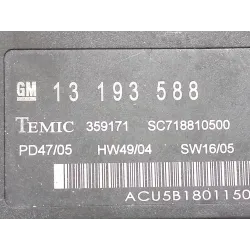 GM 13 193 588
TEMIC 359171 SC718810500
PD47/05 HW49/04 SW16/05
ACU5B1801150